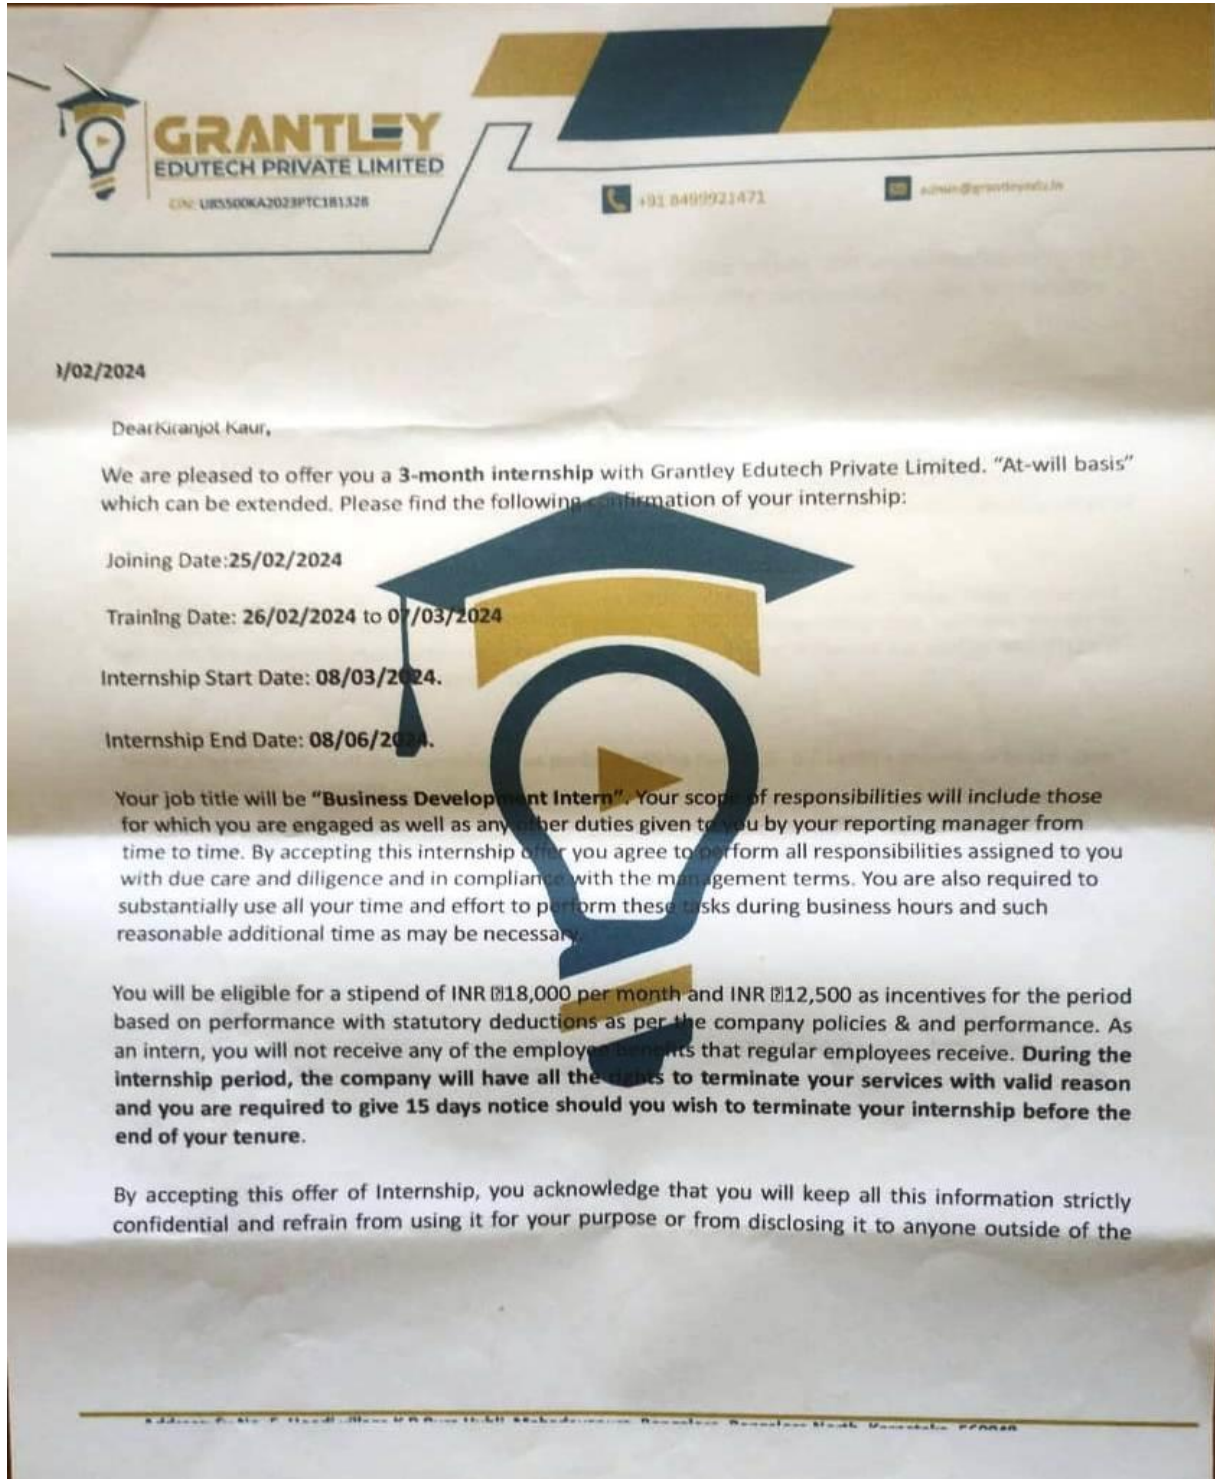 GRANTLEY
EDUTECH PRIVATE LIMITED
CIN: U85500KA2023PTC181328
+91 8499921471
admin@grantleyedu.in
/02/2024
DearKiranjot Kaur,
We are pleased to offer you a 3-month internship with Grantley Edutech Private Limited. “At-will basis”
which can be extended. Please find the following confirmation of your internship:
Joining Date:25/02/2024
Training Date: 26/02/2024 to 07/03/2024
Internship Start Date: 08/03/2024.
Internship End Date: 08/06/2024.
Your job title will be “Business Development Intern”. Your scope of responsibilities will include those
for which you are engaged as well as any other duties given to you by your reporting manager from
time to time. By accepting this internship offer you agree to perform all responsibilities assigned to you
with due care and diligence and in compliance with the management terms. You are also required to
substantially use all your time and effort to perform these tasks during business hours and such
reasonable additional time as may be necessary.
You will be eligible for a stipend of INR 18,000 per month and INR 12,500 as incentives for the period
based on performance with statutory deductions as per the company policies & and performance. As
an intern, you will not receive any of the employee benefits that regular employees receive. During the
internship period, the company will have all the rights to terminate your services with valid reason
and you are required to give 15 days notice should you wish to terminate your internship before the
end of your tenure.
By accepting this offer of Internship, you acknowledge that you will keep all this information strictly
confidential and refrain from using it for your purpose or from disclosing it to anyone outside of the